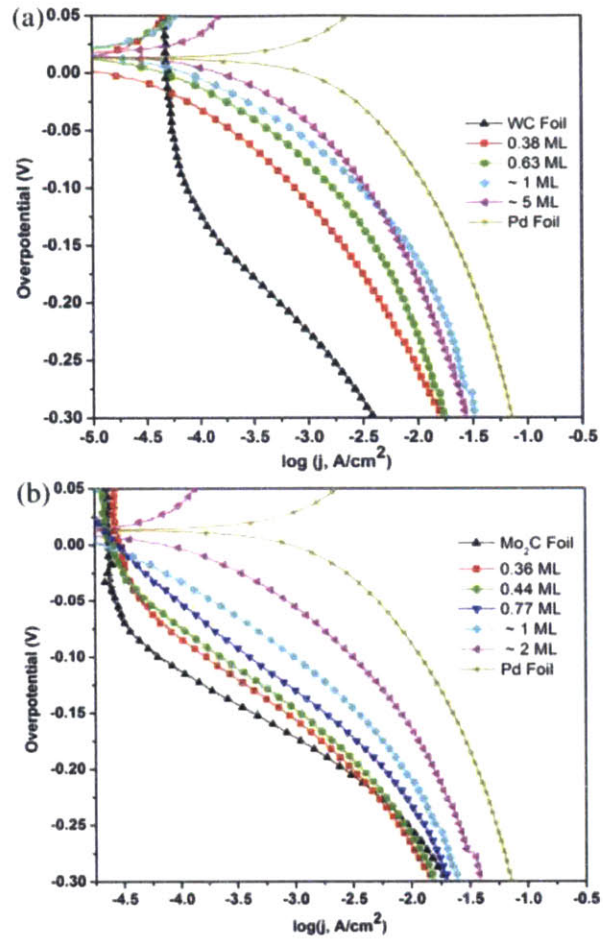 (a)
0.05
0.00
-0.05
-0.10
-0.15
-0.20
-0.25
-0.30
Overpotential (V)
WC Foil
0.38 ML
0.63 ML
~ 1 ML
~ 5 ML
Pd Foil
-5.0 -4.5 -4.0 -3.5 -3.0 -2.5 -2.0 -1.5 -1.0 -0.5
log (j, A/cm²)
(b)
0.05
0.00
-0.05
-0.10
-0.15
-0.20
-0.25
-0.30
Overpotential (V)
Mo₂C Foil
0.36 ML
0.44 ML
0.77 ML
~ 1 ML
~ 2 ML
Pd Foil
-4.5 -4.0 -3.5 -3.0 -2.5 -2.0 -1.5 -1.0 -0.5
log(j, A/cm²)